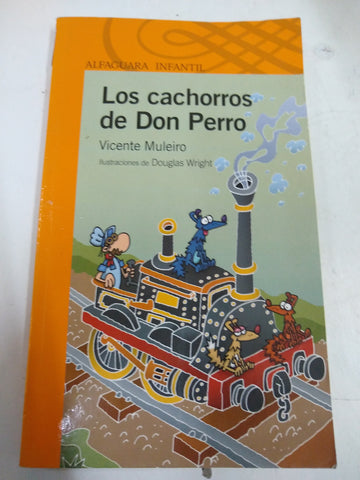 ALFAGUARA INFANTIL
Los cachorros
de Don Perro
Vicente Muleiro
Ilustraciones de Douglas Wright